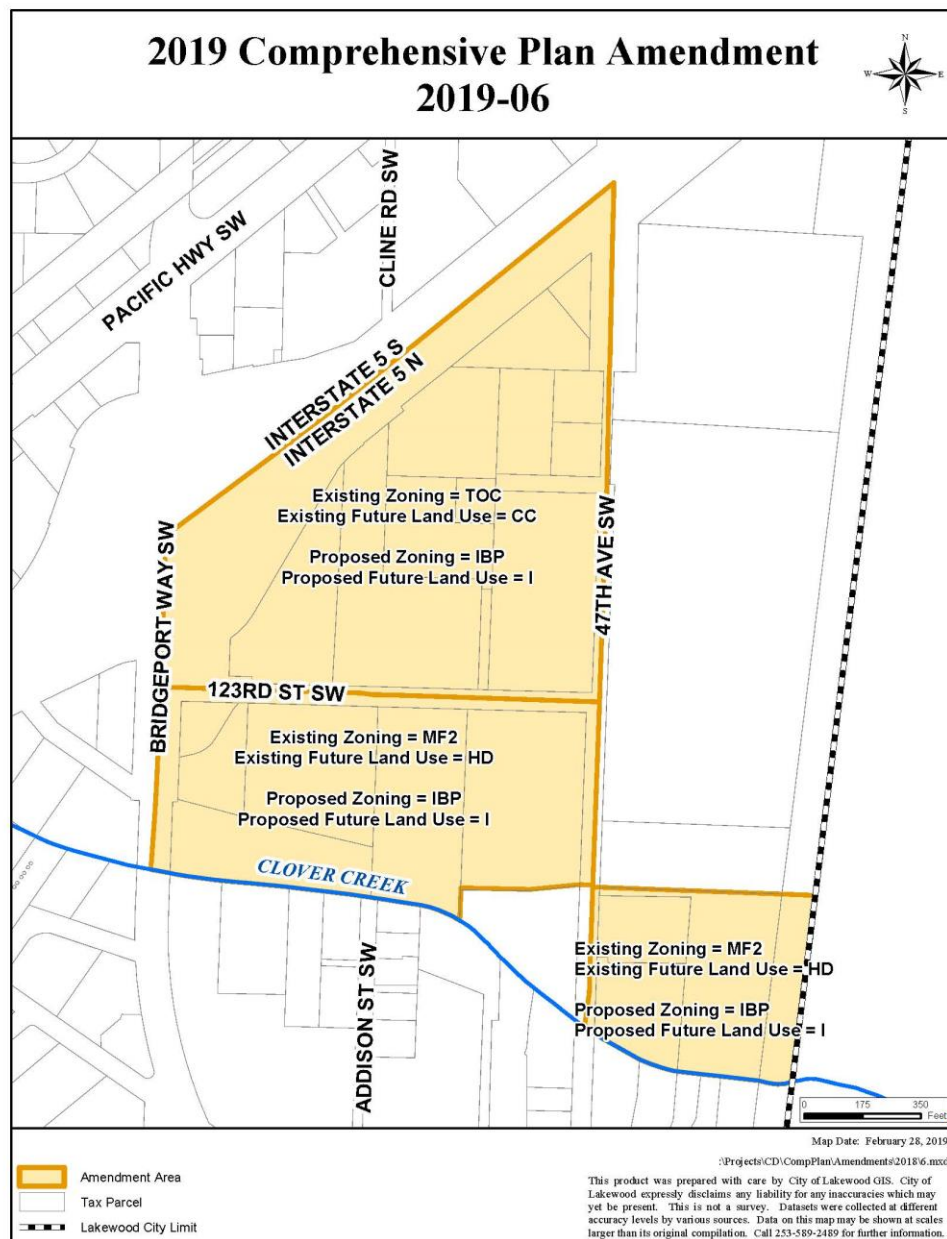 2019 Comprehensive Plan Amendment
2019-06
N
W
E
S
PACIFIC HWY SW
CLINE RD SW
INTERSTATE 5 S
INTERSTATE 5 N
Existing Zoning = TOC
Existing Future Land Use = CC
Proposed Zoning = IBP
Proposed Future Land Use = I
BRIDGEPORT WAY SW
47TH AVE SW
123RD ST SW
Existing Zoning = MF2
Existing Future Land Use = HD
Proposed Zoning = IBP
Proposed Future Land Use = I
CLOVER CREEK
ADDISON ST SW
Existing Zoning = MF2
Existing Future Land Use = HD
Proposed Zoning = IBP
Proposed Future Land Use = I
0 175 350
Feet
Map Date: February 28, 2019
:\Projects\CD\CompPlan\Amendments\2018\6.mxd
Amendment Area
Tax Parcel
Lakewood City Limit
This product was prepared with care by City of Lakewood GIS. City of
Lakewood expressly disclaims any liability for any inaccuracies which may
yet be present. This is not a survey. Datasets were collected at different
accuracy levels by various sources. Data on this map may be shown at scales
larger than its original compilation. Call 253-589-2489 for further information.